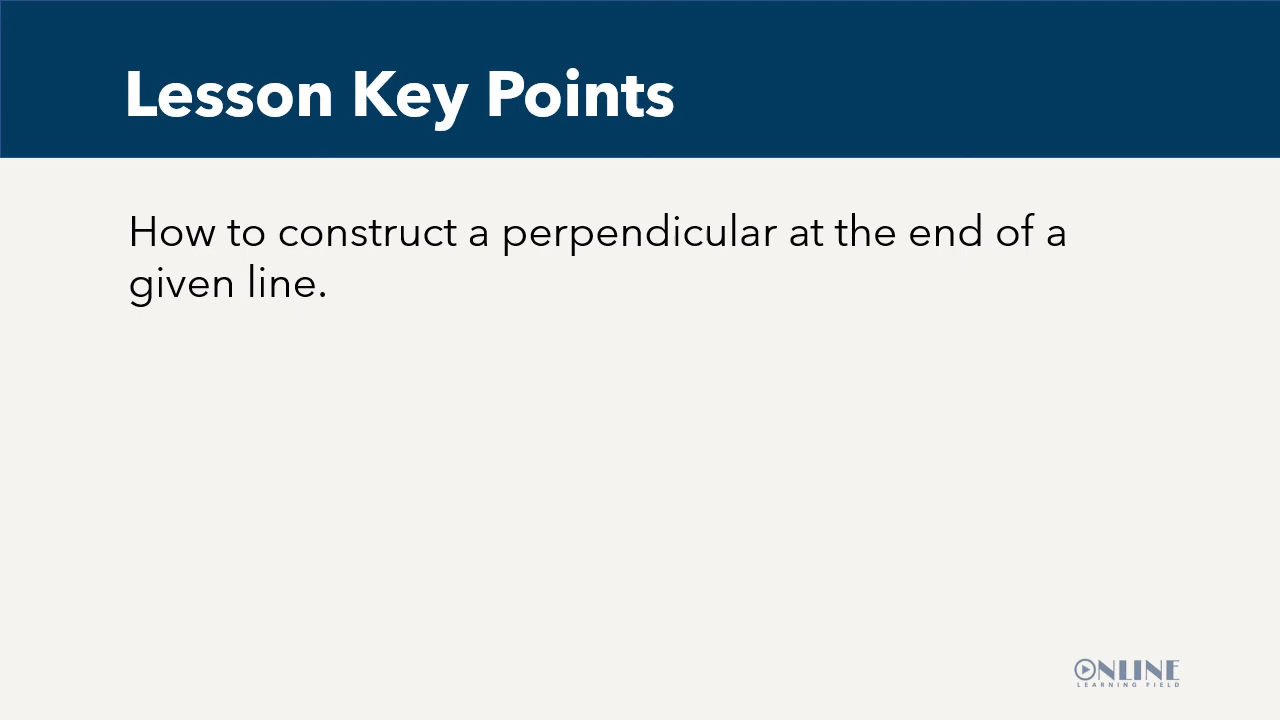 Lesson Key Points
How to construct a perpendicular at the end of a
given line.
ONLINE
LEARNING FIELD